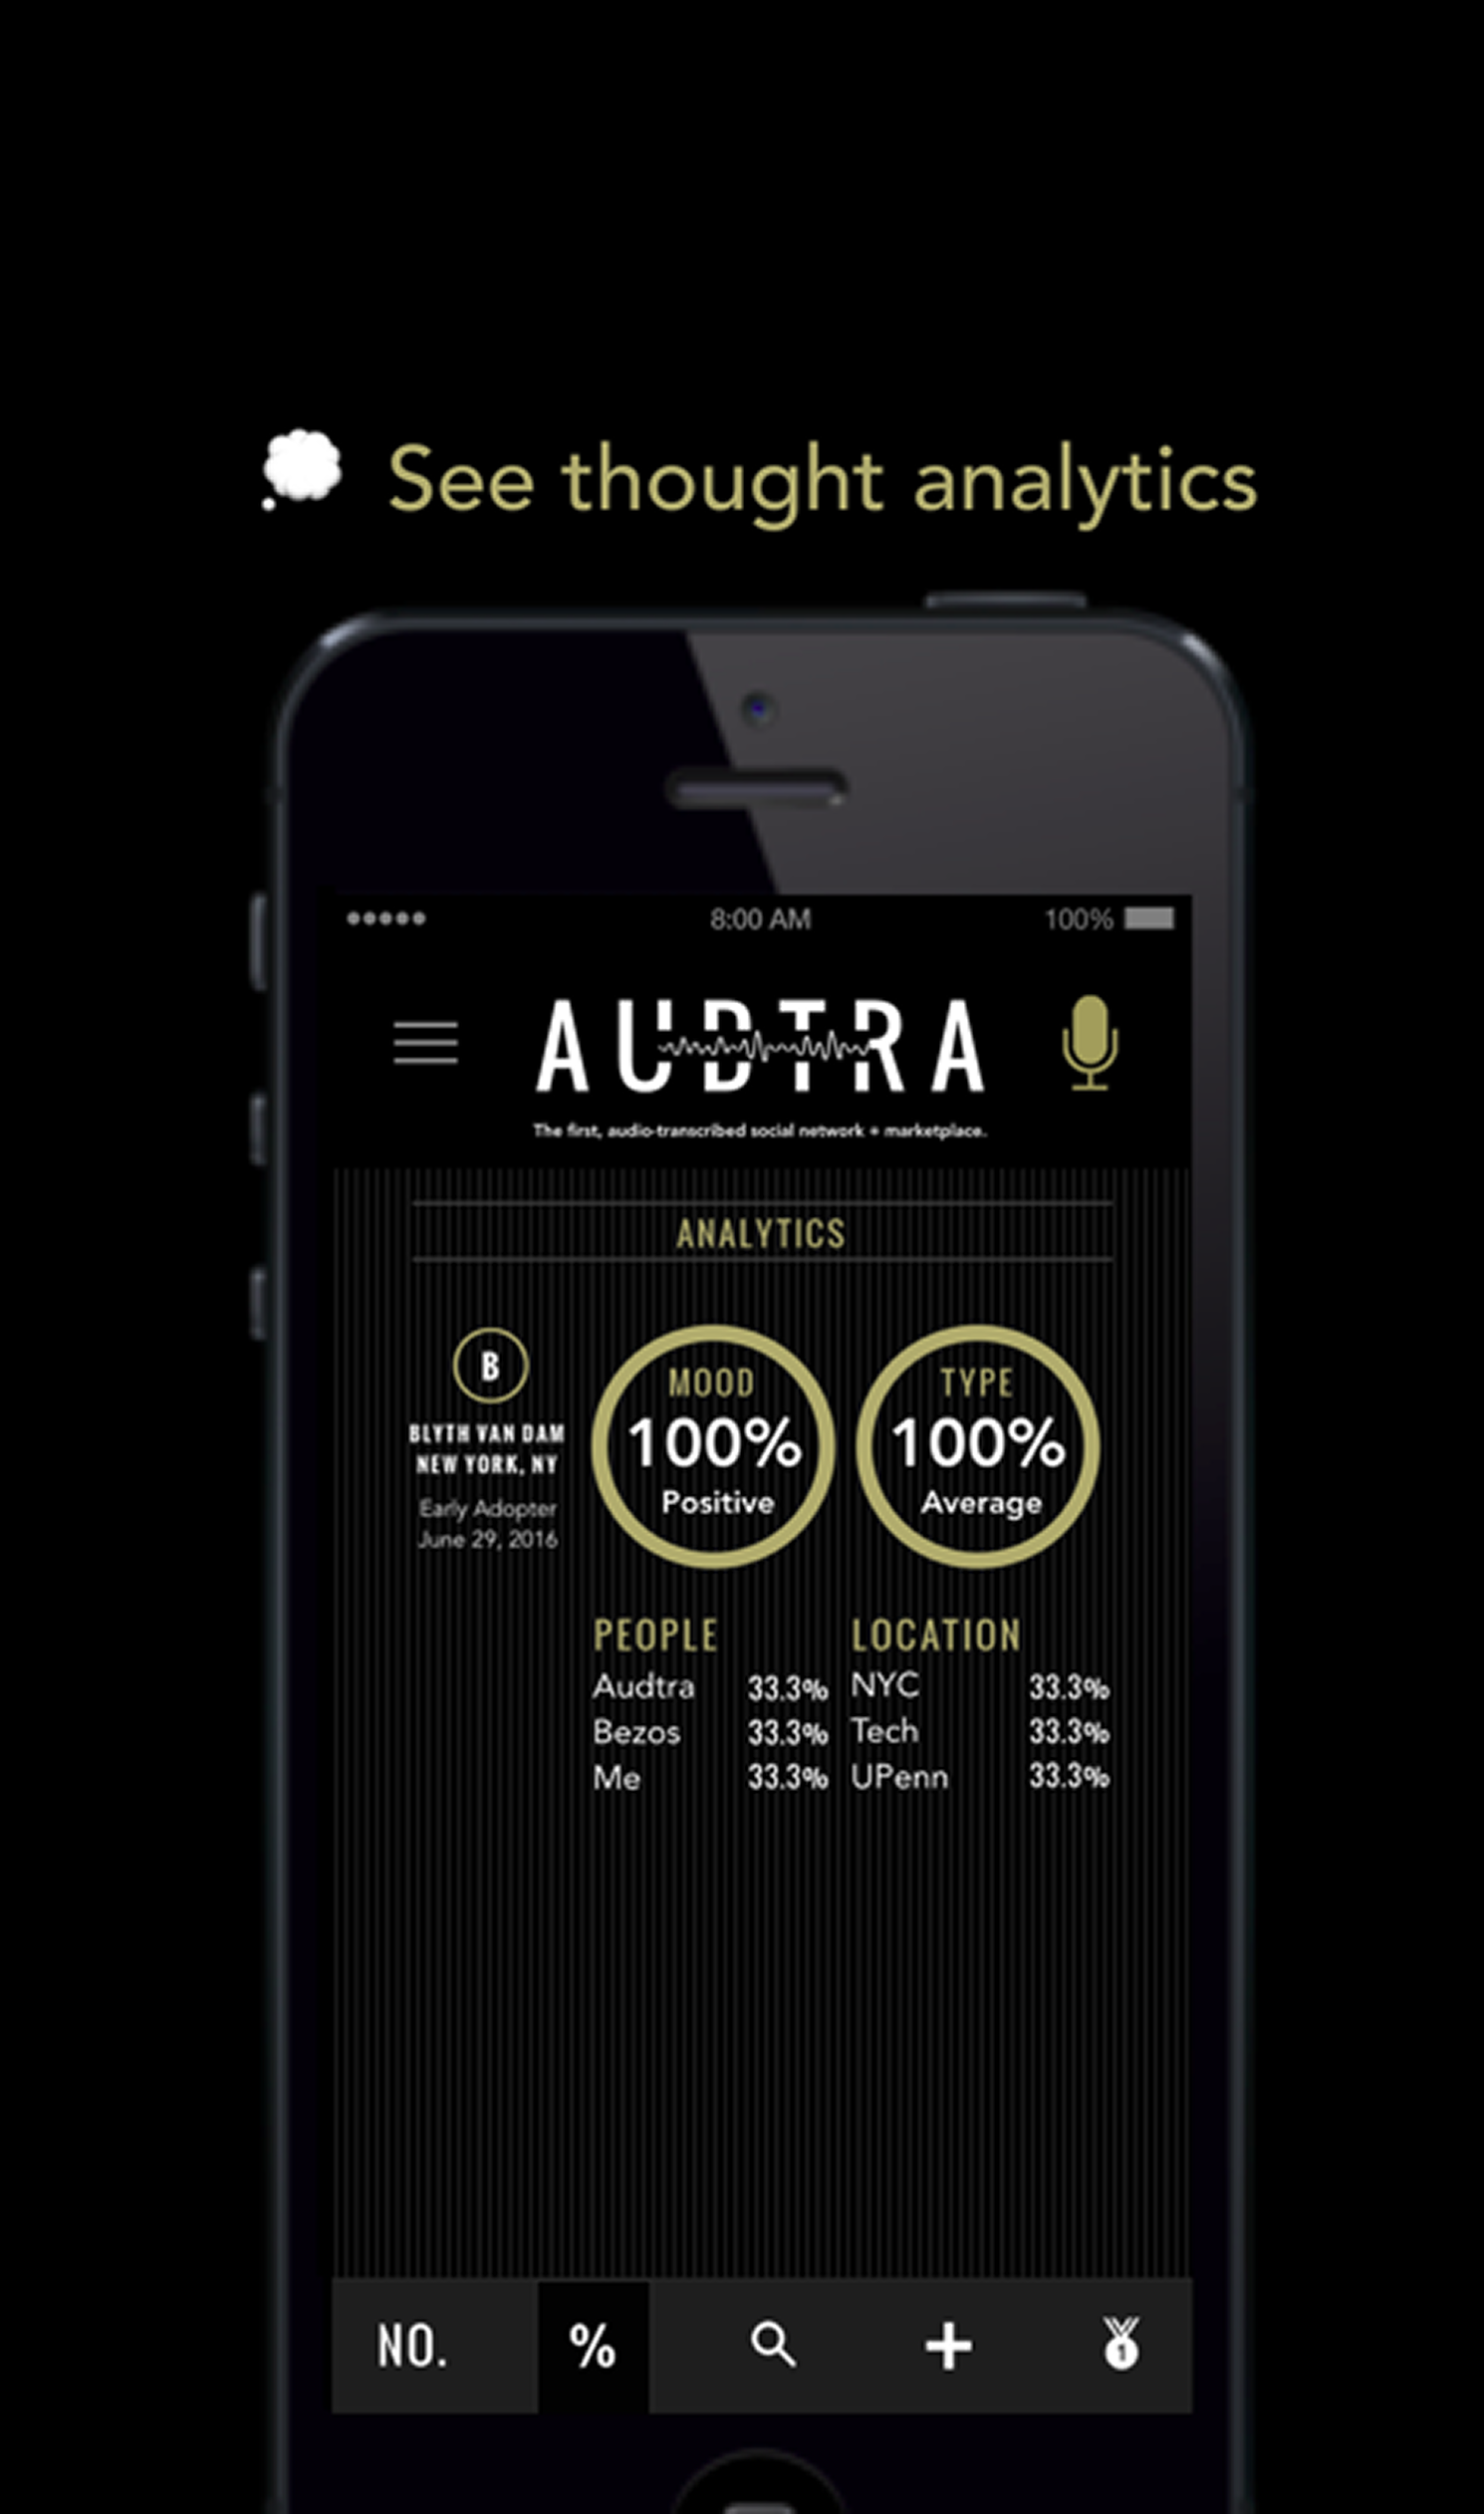 See thought analytics
8:00 AM
100%
AUDTRA
The first, audio-transcribed social network + marketplace.
ANALYTICS
B
BLYTH VAN DAM
NEW YORK, NY
Early Adopter
June 29, 2016
MOOD
100%
Positive
TYPE
100%
Average
PEOPLE
Audtra 33.3%
Bezos 33.3%
Me 33.3%
LOCATION
NYC 33.3%
Tech 33.3%
UPenn 33.3%
NO.
%
1